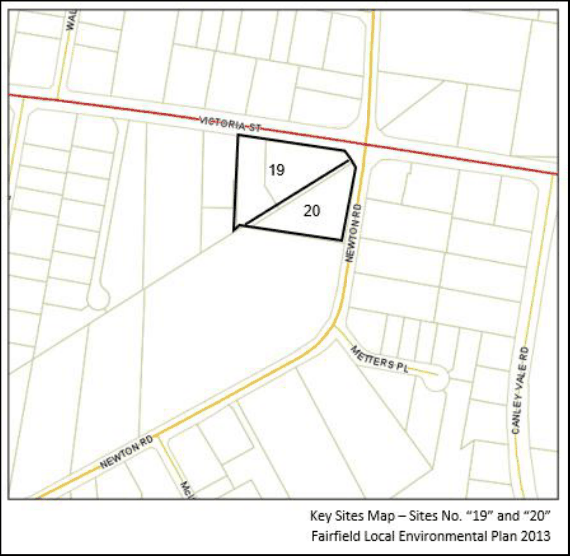 WAL
VICTORIA ST
19
20
NEWTON RD
METTERS PL
CANLEY VALE RD
NEWTON RD
Key Sites Map – Sites No. “19” and “20”
Fairfield Local Environmental Plan 2013